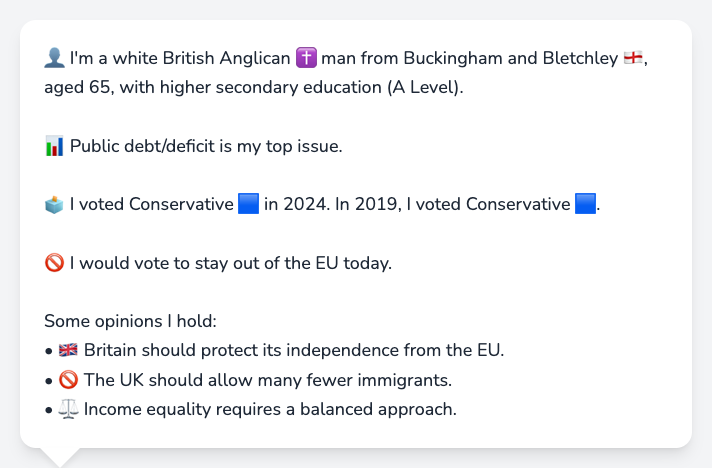 👤 I'm a white British Anglican ✝️ man from Buckingham and Bletchley 🏴󠁧󠁢󠁥󠁮󠁧󠁿,
aged 65, with higher secondary education (A Level).
📊 Public debt/deficit is my top issue.
🗳️ I voted Conservative 🟦 in 2024. In 2019, I voted Conservative 🟦.
🚫 I would vote to stay out of the EU today.
Some opinions I hold:
• 🇬🇧 Britain should protect its independence from the EU.
• 🚫 The UK should allow many fewer immigrants.
• ⚖️ Income equality requires a balanced approach.